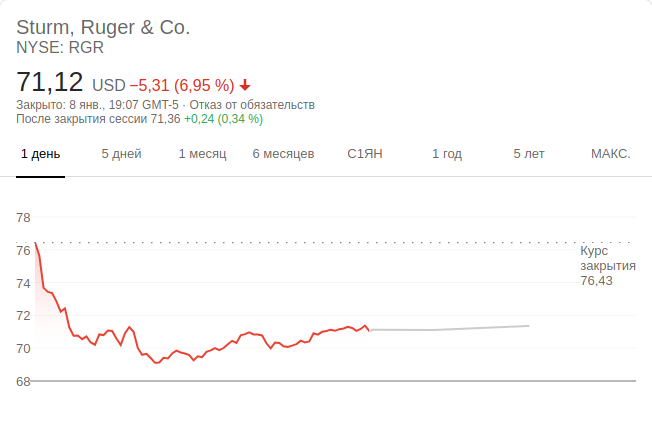 Sturm, Ruger & Co.
NYSE: RGR
71,12 USD −5,31 (6,95 %)
Закрыто: 8 янв., 19:07 GMT-5 · Отказ от обязательств
После закрытия сессии 71,36 +0,24 (0,34 %)
1 день 5 дней 1 месяц 6 месяцев С1ЯН 1 год 5 лет МАКС.
78
76
74
72
70
68
Курс
закрытия
76,43